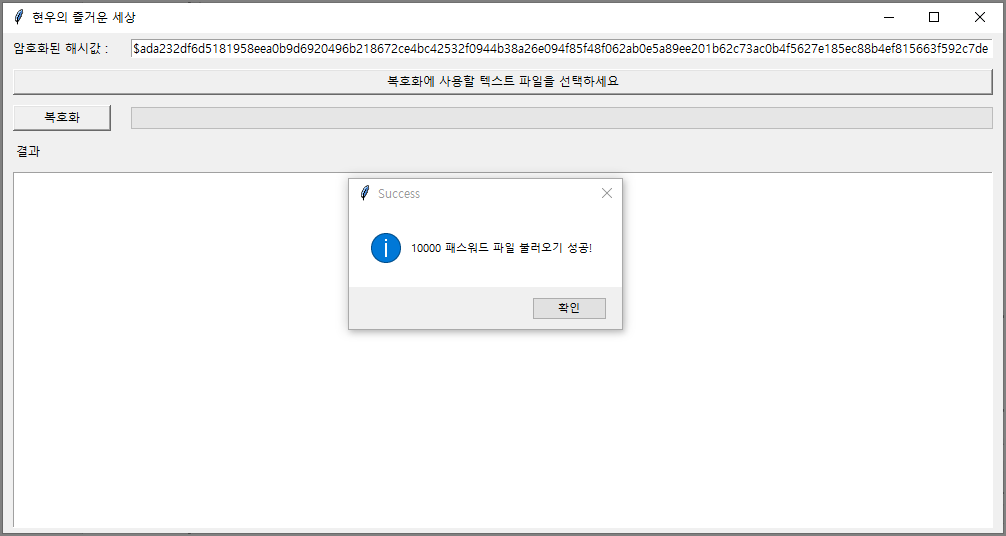 현우의 즐거운 세상
암호화된 해시값 : $ada232df6d5181958eea0b9d6920496b218672ce4bc42532f0944b38a26e094f85f48f062ab0e5a89ee201b62c73ac0b4f5627e185ec88b4ef815663f592c7de
복호화에 사용할 텍스트 파일을 선택하세요
복호화
결과
Success
10000 패스워드 파일 불러오기 성공!
확인